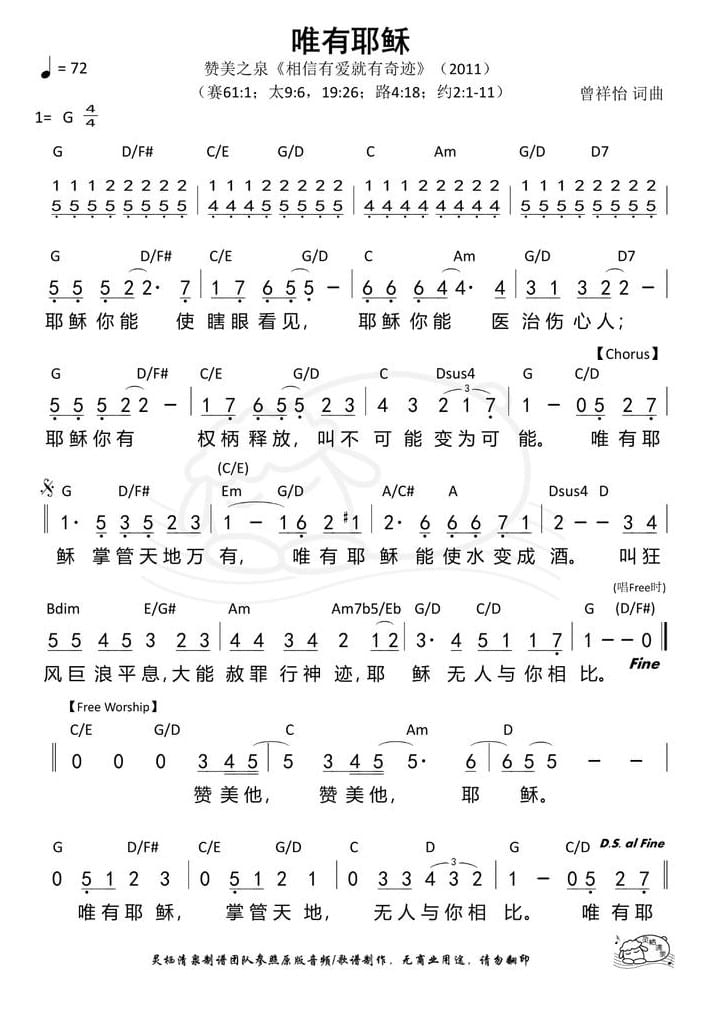 唯有耶稣
♩= 72
赞美之泉《相信有爱就有奇迹》（2011）
（赛61:1；太9:6，19:26；路4:18；约2:1-11）
曾祥怡 词曲
1= G 4/4
G D/F# C/E G/D C Am G/D D7
1 1 1 2 2 2 2 2 | 1 1 1 2 2 2 2 2 | 1 1 1 2 2 2 2 2 | 1 1 1 2 2 2 2 2
5 5 5 5 5 5 5 5 | 4 4 5 5 5 5 5 5 | 4 4 4 4 4 4 4 4 | 5 5 5 5 5 5 5 5
G D/F# C/E G/D C Am G/D D7
5 5 5 2 2· 7 | 1 7 6 5 5 – | 6 6 6 4 4· 4 | 3 1 3 2 2 –
耶稣你能 使瞎眼看见， 耶稣你能 医治伤心人；
【Chorus】
G D/F# C/E G/D C Dsus4 G C/D
5 5 5 2 2 – | 1 7 6 5 5 2 3 | 4 3 2 1 7 | 1 – 0 5 2 7
3
耶稣你有 权柄释放，叫不可能变为可能。 唯有耶
(C/E)
G D/F# Em G/D A/C# A Dsus4 D
1· 5 3 5 2 3 | 1 – 1 6 2 #1 | 2· 6 6 6 7 1 | 2 – – 3 4
稣 掌管天地万有， 唯有耶稣能使水变成酒。 叫狂
(唱Free时)
Bdim E/G# Am Am7b5/Eb G/D C/D G (D/F#)
5 5 4 5 3 2 3 | 3 4 3 4 2 1 2 | 3· 4 5 1 1 7 | 1 – – 0
风巨浪平息，大能赦罪行神迹，耶稣无人与你相比。 Fine
【Free Worship】
C/E G/D C Am D
0 0 0 3 4 5 | 5 3 4 5 5· 6 | 6 5 5 – –
赞美他， 赞美他， 耶 稣。
G D/F# C/E G/D C D G C/D D.S. al Fine
0 5 1 2 3 | 0 5 1 2 1 | 0 3 3 4 3 2 | 1 – 0 5 2 7
3
唯有耶稣， 掌管天地， 无人与你相比。 唯有耶
灵栖清泉制谱团队参照原版音频/歌谱制作，无商业用途，请勿翻印
灵栖清泉